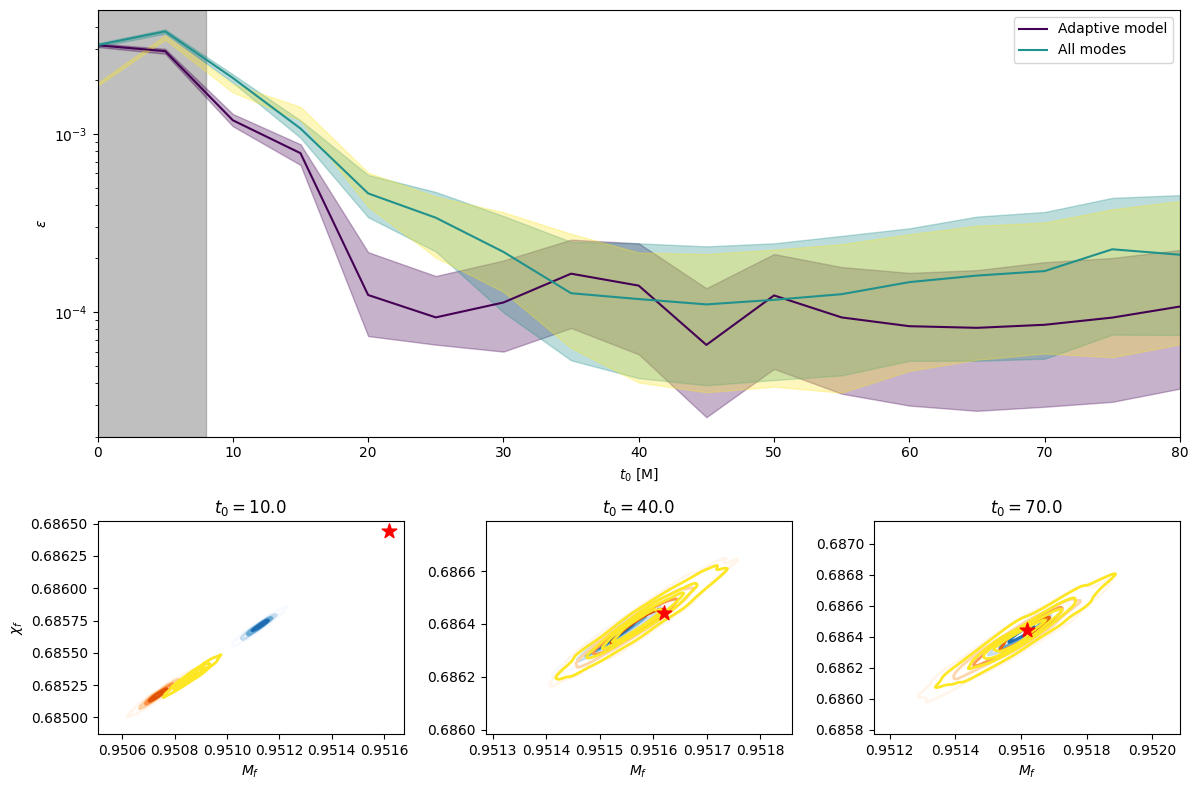 Adaptive model
All modes
10⁻³
10⁻⁴
ε
0 10 20 30 40 50 60 70 80
t₀ [M]
t₀ = 10.0
t₀ = 40.0
t₀ = 70.0
0.68650
0.68625
0.68600
0.68575
0.68550
0.68525
0.68500
χ_f
0.9506 0.9508 0.9510 0.9512 0.9514 0.9516
M_f
0.6866
0.6864
0.6862
0.6860
0.9513 0.9514 0.9515 0.9516 0.9517 0.9518
M_f
0.6870
0.6868
0.6866
0.6864
0.6862
0.6860
0.6858
0.9512 0.9514 0.9516 0.9518 0.9520
M_f